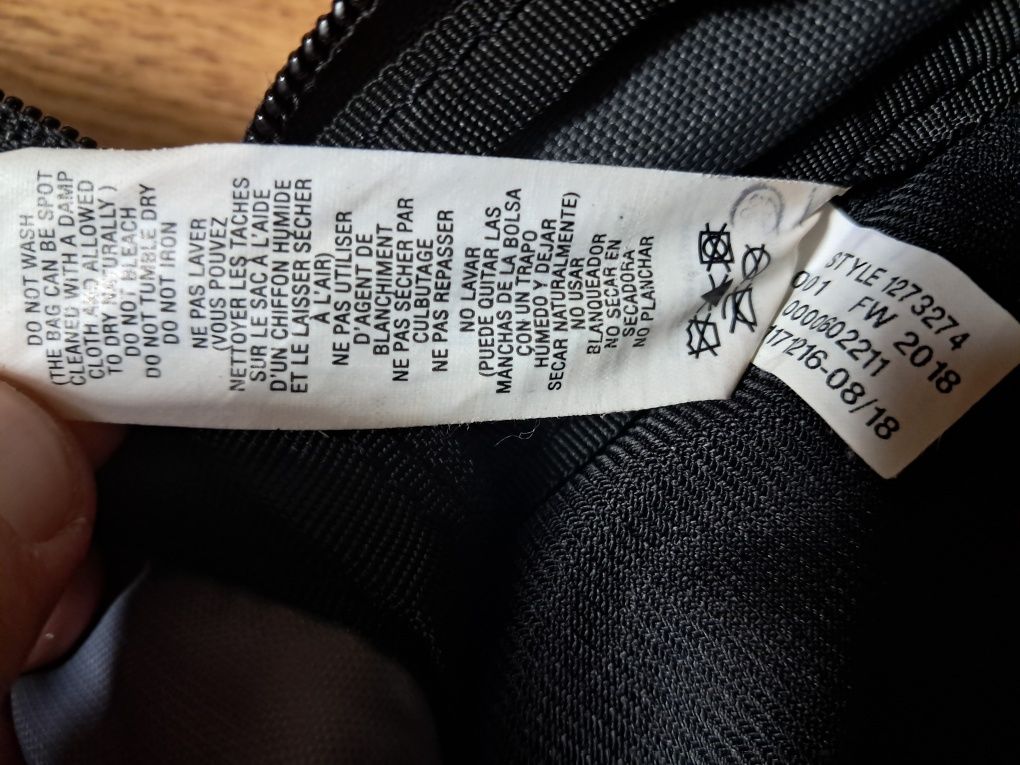 DO NOT WASH
(THE BAG CAN BE SPOT
CLEANED WITH A DAMP
CLOTH AND ALLOWED
TO DRY NATURALLY )
DO NOT BLEACH
DO NOT TUMBLE DRY
DO NOT IRON
NE PAS LAVER
(VOUS POUVEZ
NETTOYER LES TACHES
SUR LE SAC À L'AIDE
D'UN CHIFFON HUMIDE
ET LE LAISSER SÉCHER
À L'AIR)
NE PAS UTILISER
D'AGENT DE
BLANCHIMENT
NE PAS SÉCHER PAR
CULBUTAGE
NE PAS REPASSER
NO LAVAR
(PUEDE QUITAR LAS
MANCHAS DE LA BOLSA
CON UN TRAPO
HUMEDO Y DEJAR
SECAR NATURALMENTE)
NO USAR
BLANQUEADOR
NO SECAR EN
SECADORA
NO PLANCHAR
STYLE 1273274
001 FW 2018
0000602211
1171216-08/18